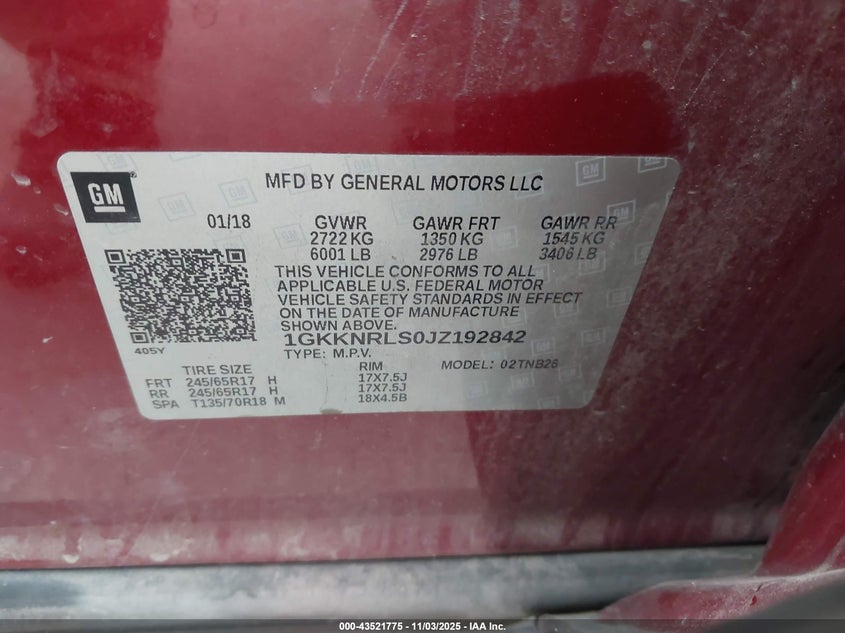 GM
MFD BY GENERAL MOTORS LLC
01/18 GVWR GAWR FRT GAWR RR
2722 KG 1350 KG 1545 KG
6001 LB 2976 LB 3406 LB
THIS VEHICLE CONFORMS TO ALL
APPLICABLE U.S. FEDERAL MOTOR
VEHICLE SAFETY STANDARDS IN EFFECT
ON THE DATE OF MANUFACTURE
SHOWN ABOVE.
1GKKNRLS0JZ192842
405Y
TYPE: M.P.V. MODEL: 02TNB26
TIRE SIZE RIM
FRT 245/65R17 H 17X7.5J
RR 245/65R17 H 17X7.5J
SPA T135/70R18 M 18X4.5B
000-43521775 - 11/03/2025 - IAA Inc.